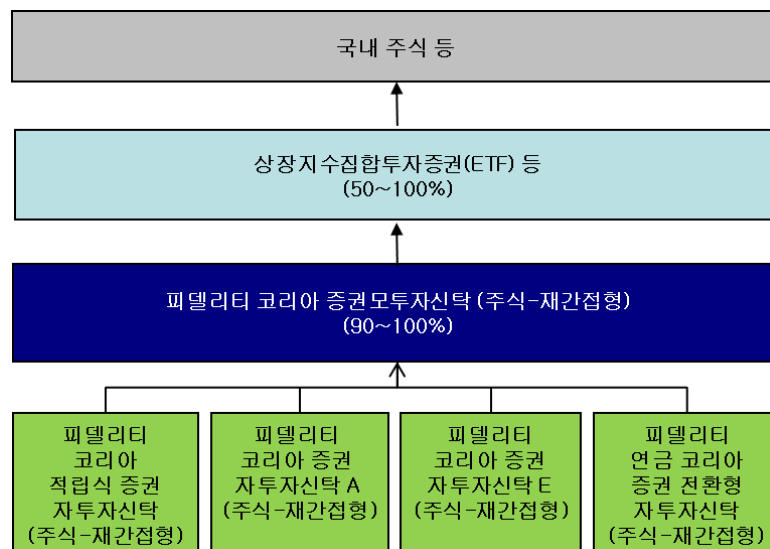 국내 주식 등
상장지수집합투자증권(ETF) 등
(50~100%)
피델리티 코리아 증권모투자신탁 (주식-재간접형)
(90~100%)
피델리티
코리아
적립식 증권
자투자신탁
(주식-재간접형)
피델리티
코리아 증권
자투자신탁 A
(주식-재간접형)
피델리티
코리아 증권
자투자신탁 E
(주식-재간접형)
피델리티
연금 코리아
증권 전환형
자투자신탁
(주식-재간접형)